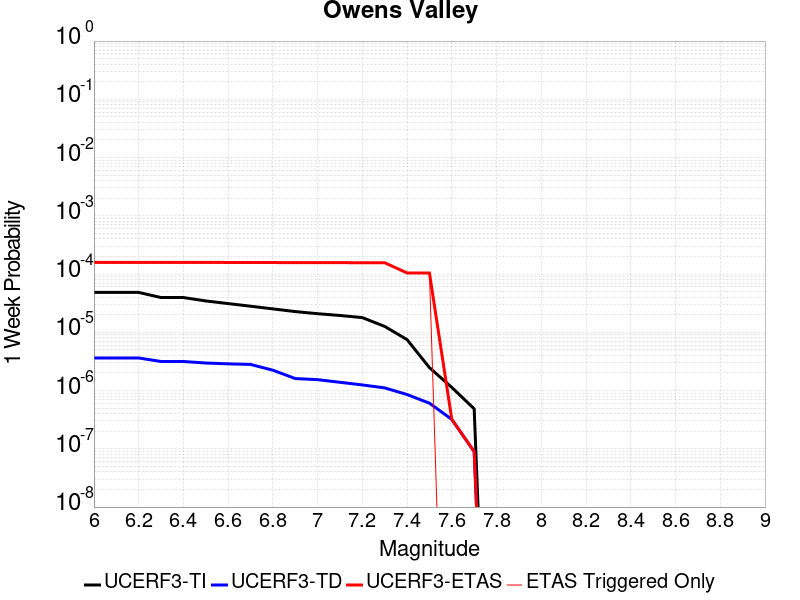 Owens Valley
1 Week Probability
10^0
10^-1
10^-2
10^-3
10^-4
10^-5
10^-6
10^-7
10^-8
6 6.2 6.4 6.6 6.8 7 7.2 7.4 7.6 7.8 8 8.2 8.4 8.6 8.8 9
Magnitude
UCERF3-TI UCERF3-TD UCERF3-ETAS ETAS Triggered Only